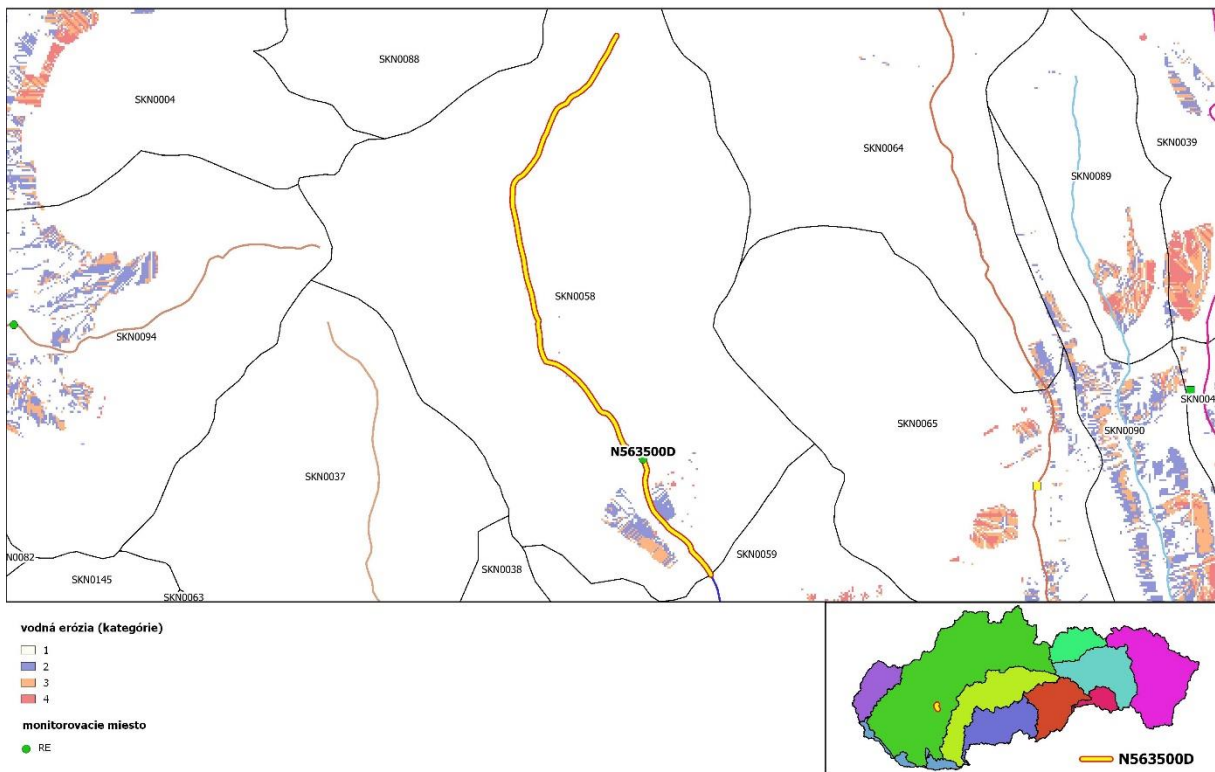 SKN0088
SKN0004
SKN0064
SKN0039
SKN0089
SKN0058
SKN0094
SKN004
SKN0065
SKN0090
N563500D
SKN0037
N0082
SKN0059
SKN0038
SKN0145
SKN0063
vodná erózia (kategórie)
1
2
3
4
monitorovacie miesto
RE
N563500D